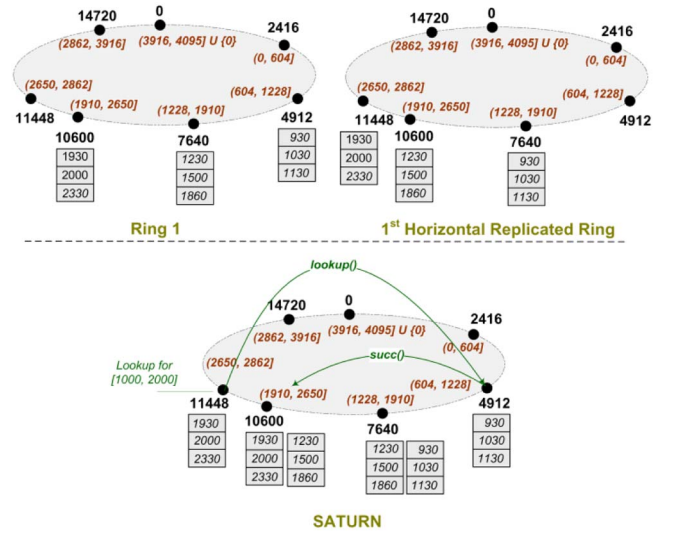 14720 0 2416
(2862, 3916] (3916, 4095] U {0}
(0, 604]
(2650, 2862]
(1910, 2650] (1228, 1910] (604, 1228]
11448 10600 7640 4912
1930 1230 930
2000 1500 1030
2330 1860 1130
Ring 1
14720 0 2416
(2862, 3916] (3916, 4095] U {0}
(0, 604]
(2650, 2862]
(1910, 2650] (1228, 1910] (604, 1228]
11448 10600 7640 4912
1930 1230 930
2000 1500 1030
2330 1860 1130
1st Horizontal Replicated Ring
lookup()
14720 0 2416
(2862, 3916] (3916, 4095] U {0}
(0, 604]
succ()
Lookup for
[1000, 2000]
(2650, 2862]
(1910, 2650] (1228, 1910] (604, 1228]
11448 10600 7640 4912
1930 1930 1230 1230 930 930
2000 2000 1500 1500 1030 1030
2330 2330 1860 1860 1130 1130
SATURN